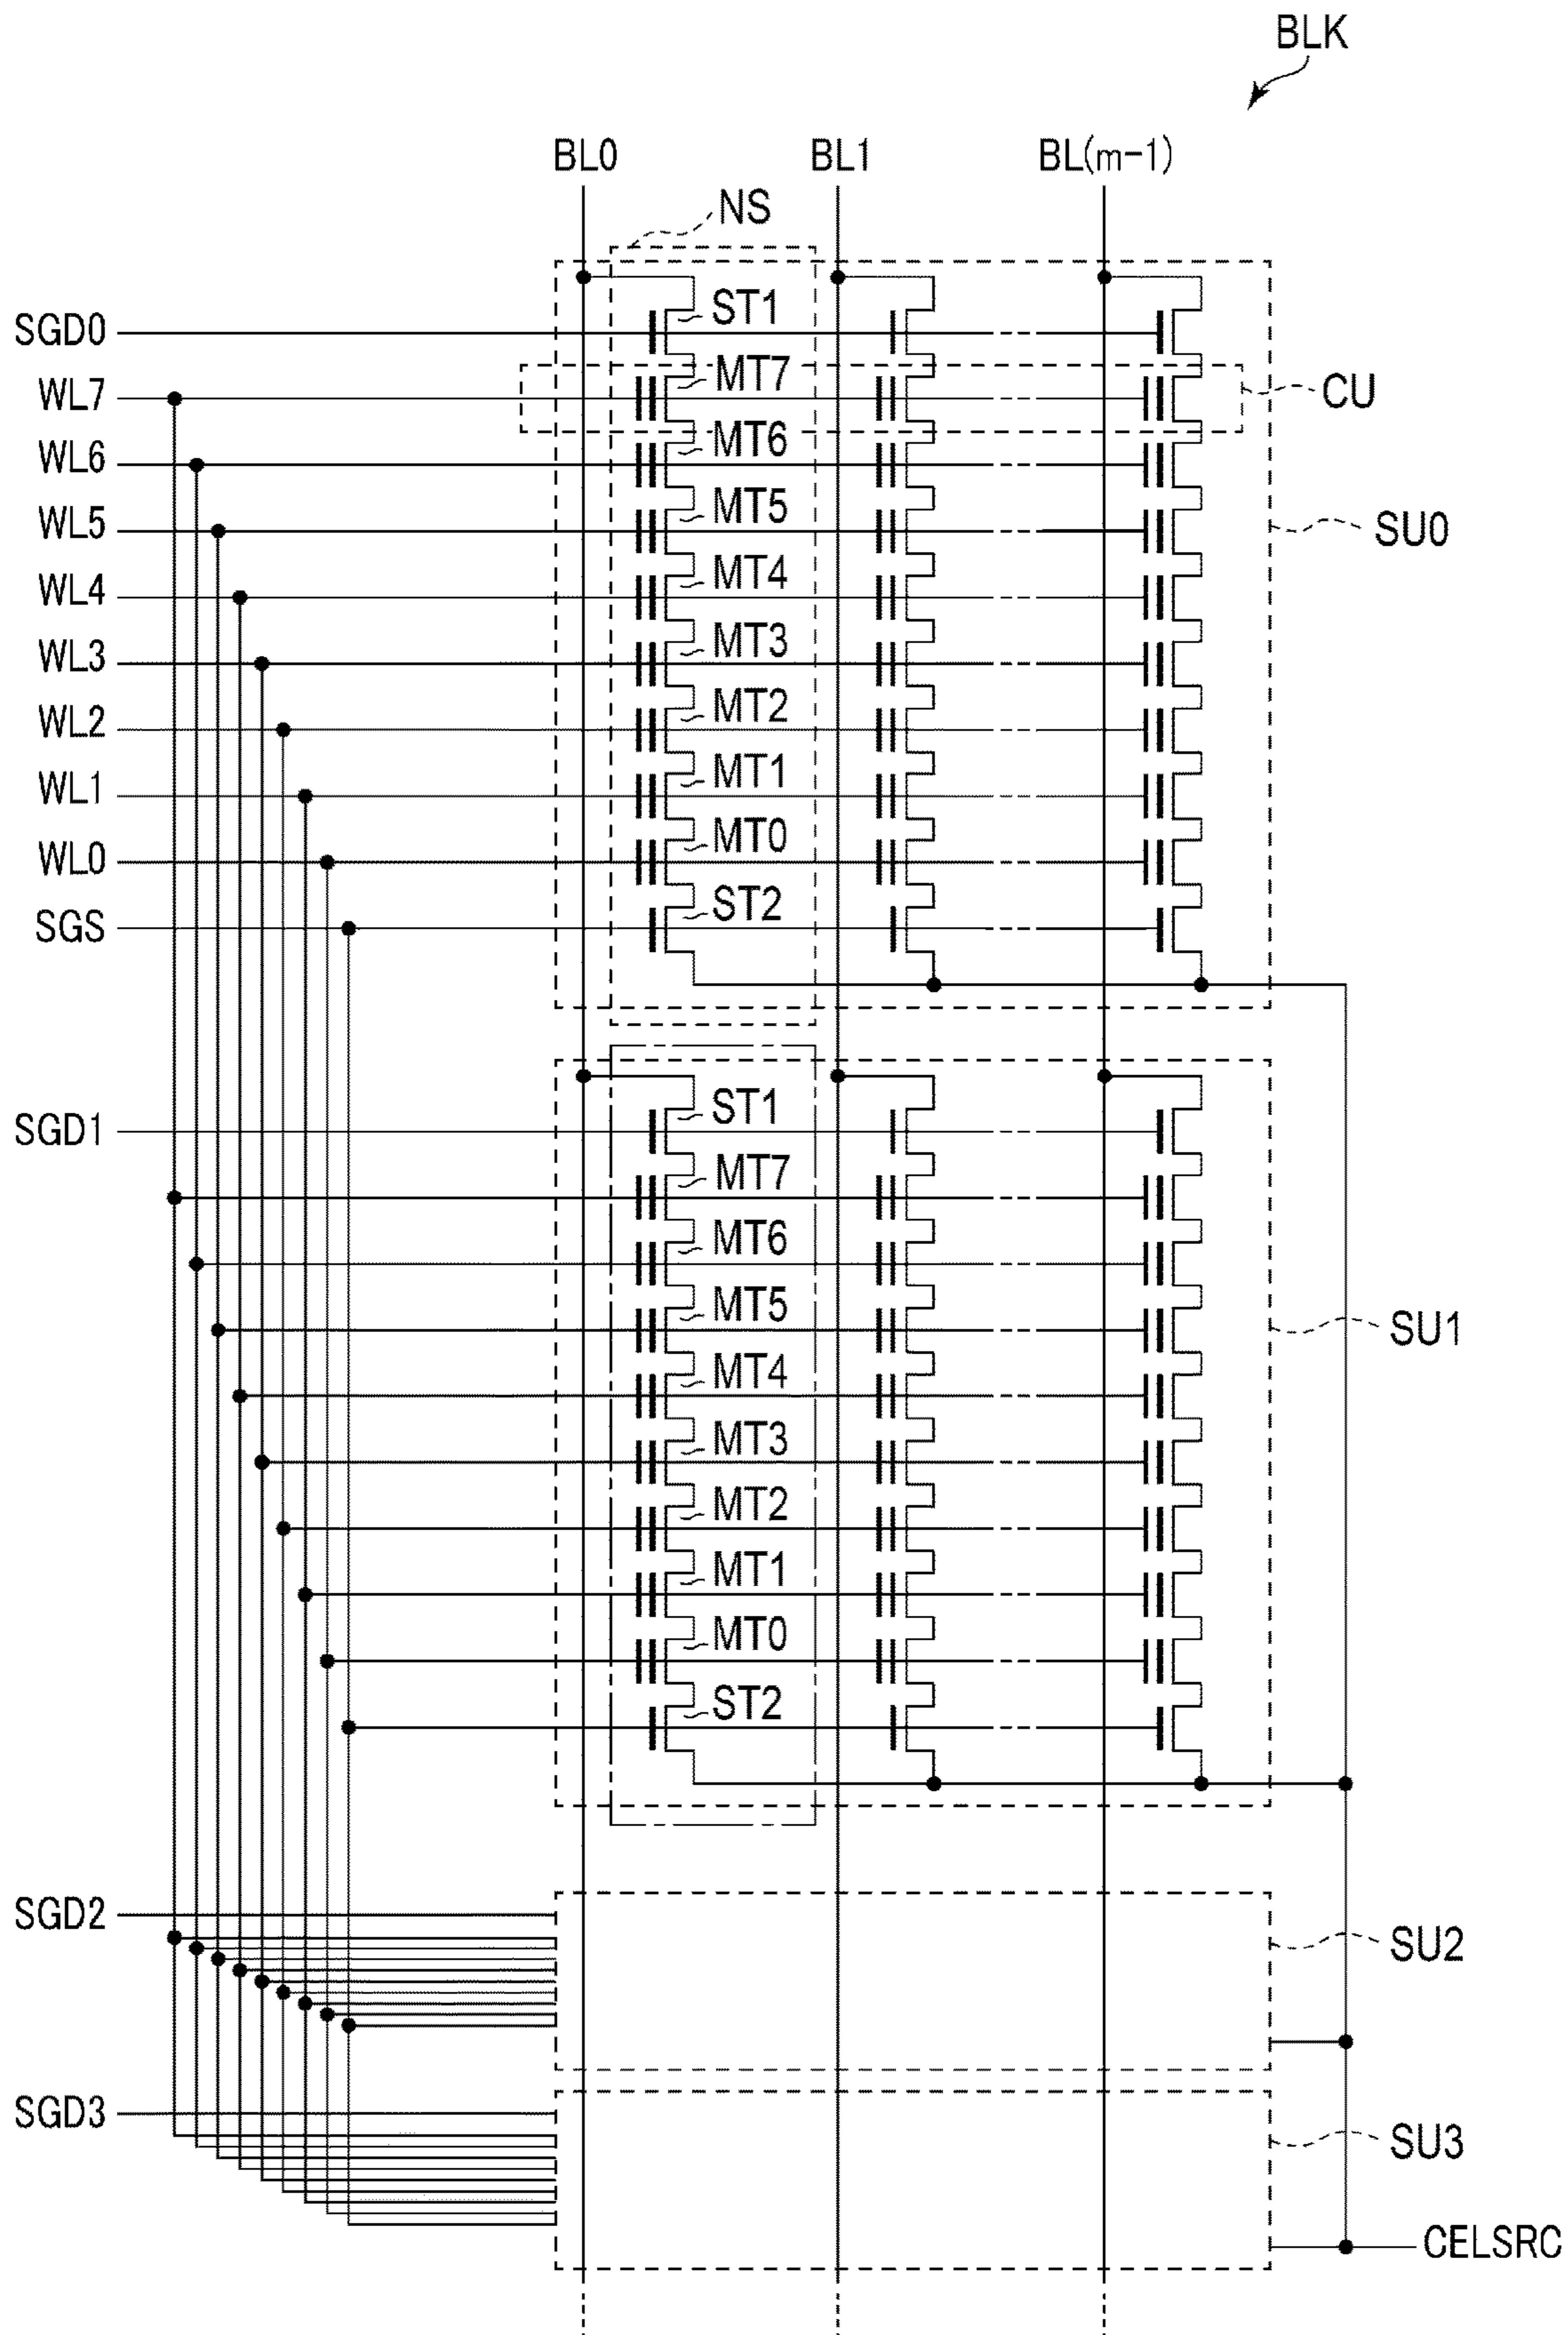 BLK
BL0 BL1 BL(m-1)
NS
SGD0 ST1
WL7 MT7 CU
WL6 MT6
WL5 MT5 SU0
WL4 MT4
WL3 MT3
WL2 MT2
WL1 MT1
WL0 MT0
SGS ST2
SGD1 ST1
MT7
MT6
MT5 SU1
MT4
MT3
MT2
MT1
MT0
ST2
SGD2 SU2
SGD3 SU3
CELSRC